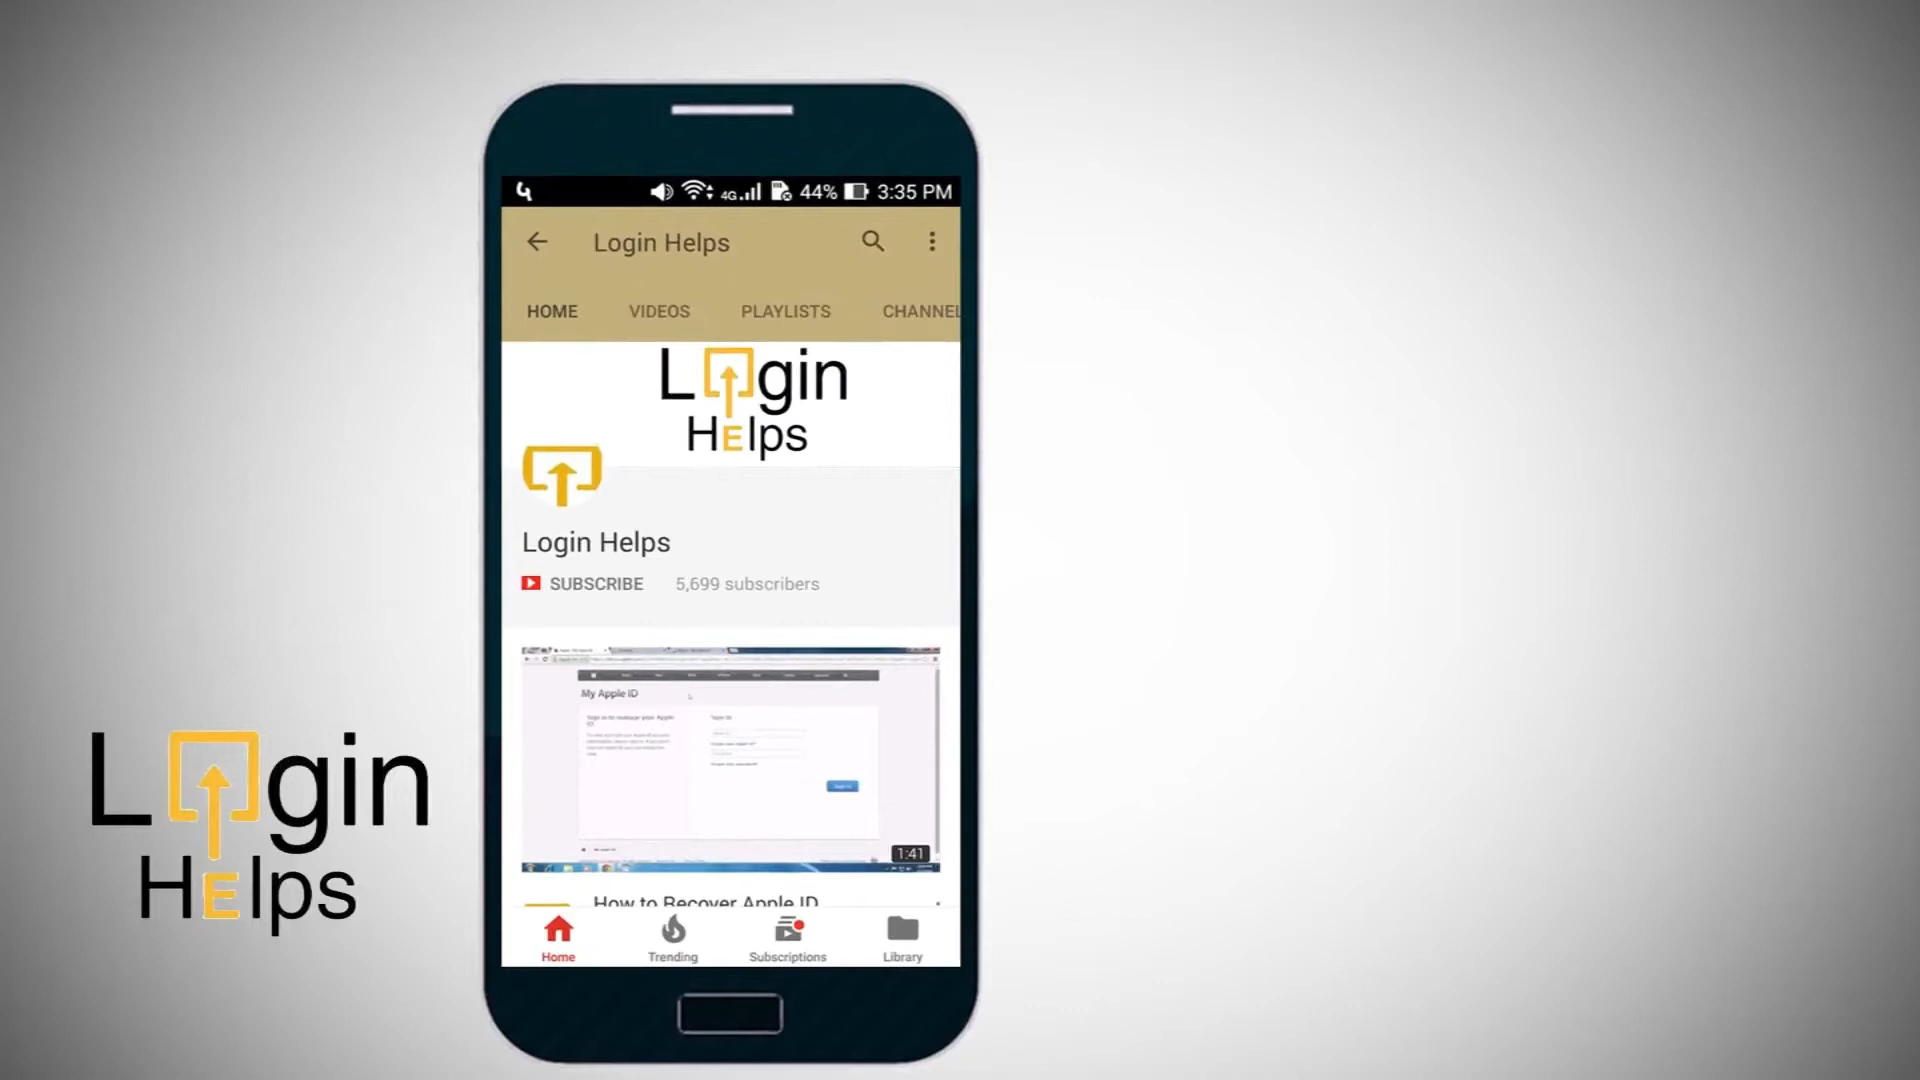 4G 44% 3:35 PM
Login Helps
HOME VIDEOS PLAYLISTS CHANNEL
Login
Helps
Login Helps
SUBSCRIBE 5,699 subscribers
My Apple ID
1:41
How to Recover Apple ID
Home Trending Subscriptions Library
Login
Helps